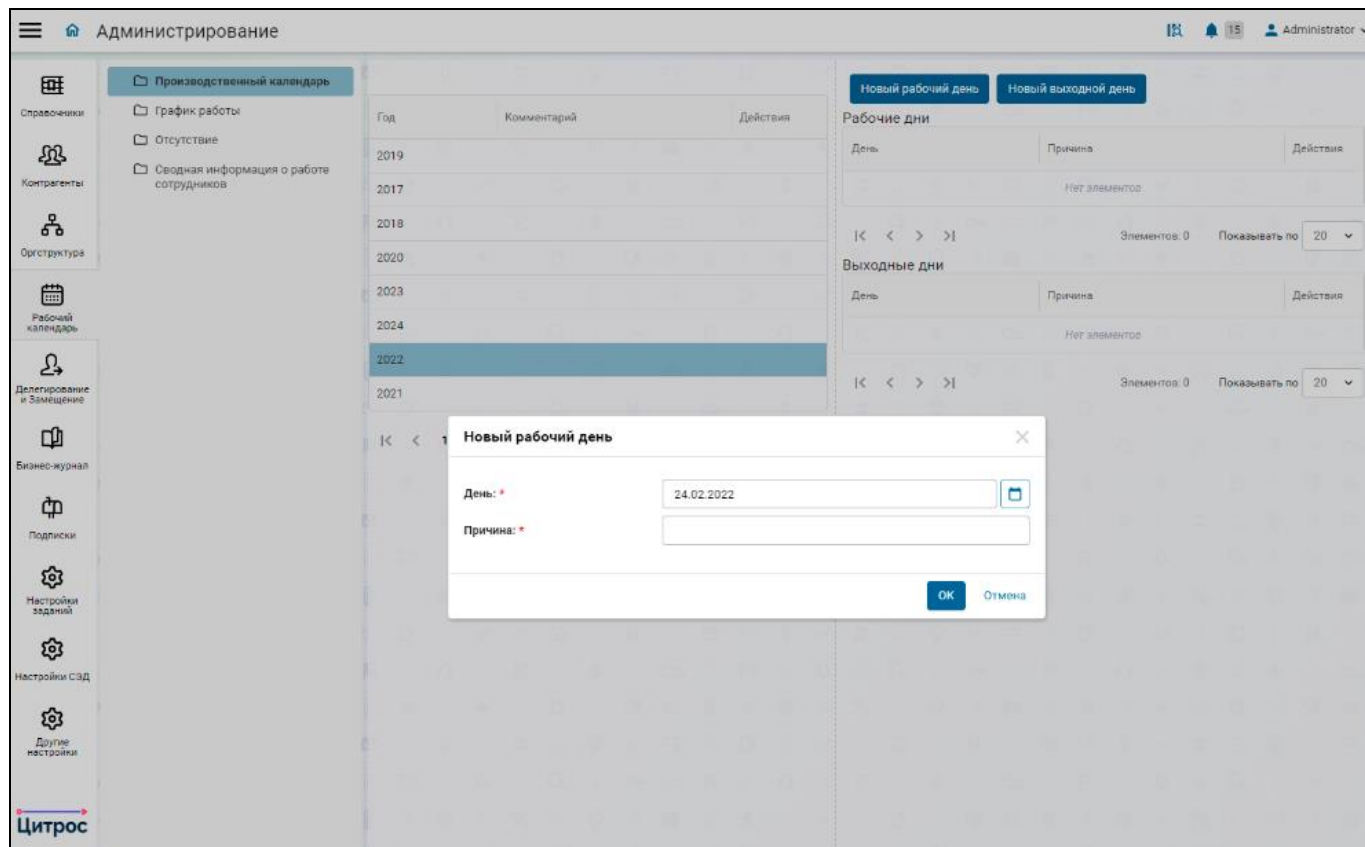 Администрирование
15
Administrator
Справочники
Контрагенты
Оргструктура
Рабочий
календарь
Делегирование
и Замещение
Бизнес-журнал
Подписки
Настройки
заданий
Настройки СЭД
Другие
настройки
Цитрос
Производственный календарь
График работы
Отсутствие
Сводная информация о работе
сотрудников
Год Комментарий Действия
2019
2017
2018
2020
2023
2024
2022
2021
1
Новый рабочий день Новый выходной день
Рабочие дни
День Причина Действия
Нет элементов
Элементов: 0 Показывать по 20
Выходные дни
День Причина Действия
Нет элементов
Элементов: 0 Показывать по 20
Новый рабочий день
День: * 24.02.2022
Причина: *
ОК Отмена